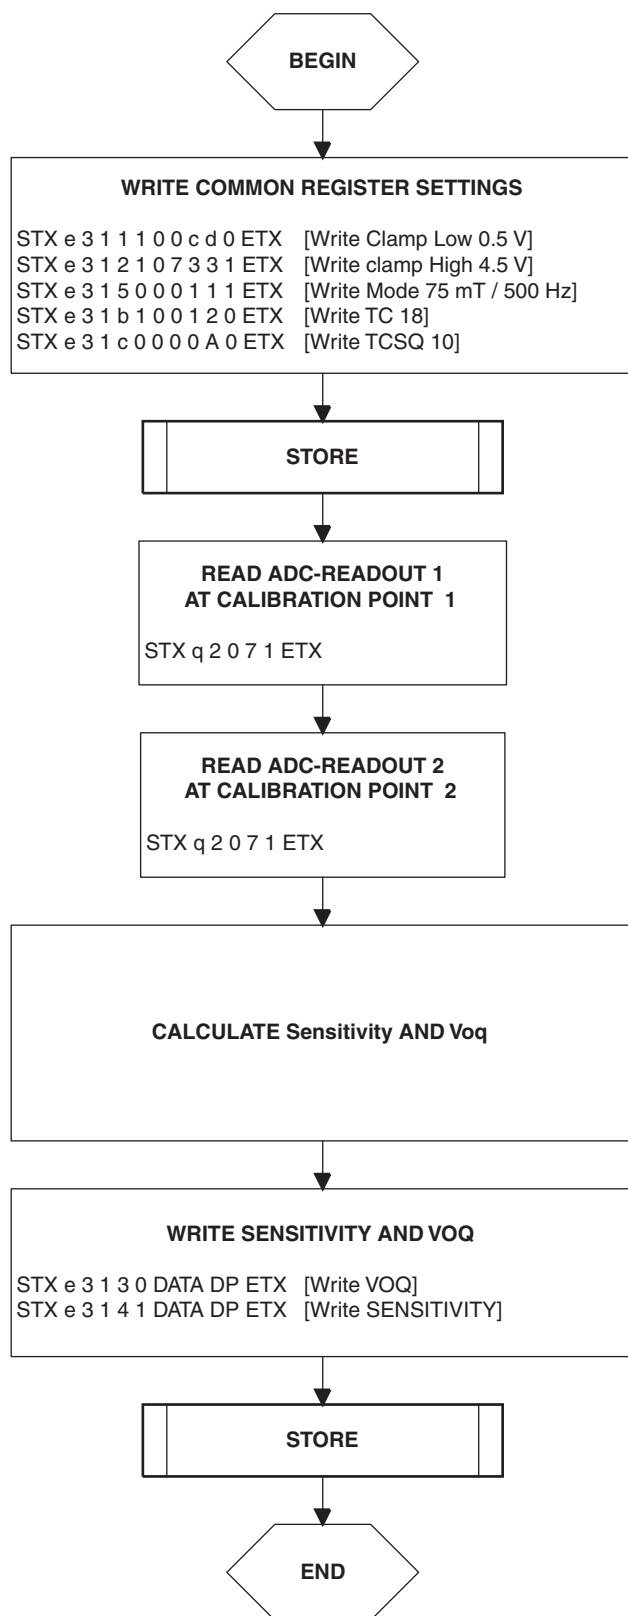 BEGIN
WRITE COMMON REGISTER SETTINGS
STX e 3 1 1 1 0 0 c d 0 ETX [Write Clamp Low 0.5 V]
STX e 3 1 2 1 0 7 3 3 1 ETX [Write clamp High 4.5 V]
STX e 3 1 5 0 0 0 1 1 1 ETX [Write Mode 75 mT / 500 Hz]
STX e 3 1 b 1 0 0 1 2 0 ETX [Write TC 18]
STX e 3 1 c 0 0 0 0 A 0 ETX [Write TCSQ 10]
STORE
READ ADC-READOUT 1
AT CALIBRATION POINT 1
STX q 2 0 7 1 ETX
READ ADC-READOUT 2
AT CALIBRATION POINT 2
STX q 2 0 7 1 ETX
CALCULATE Sensitivity AND Voq
WRITE SENSITIVITY AND VOQ
STX e 3 1 3 0 DATA DP ETX [Write VOQ]
STX e 3 1 4 1 DATA DP ETX [Write SENSITIVITY]
STORE
END